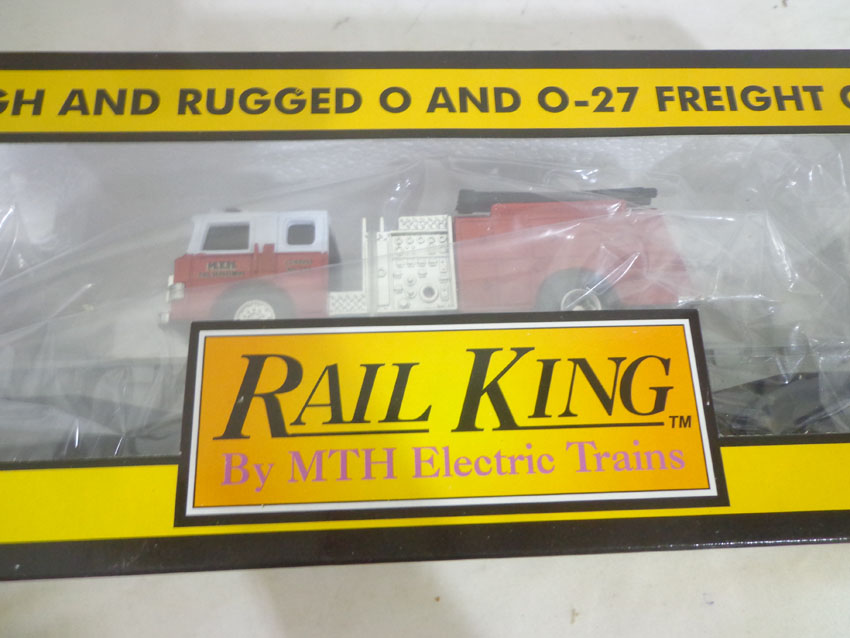 GH AND RUGGED O AND O-27 FREIGHT C
M.T.H.
RAIL KING™
By MTH Electric Trains